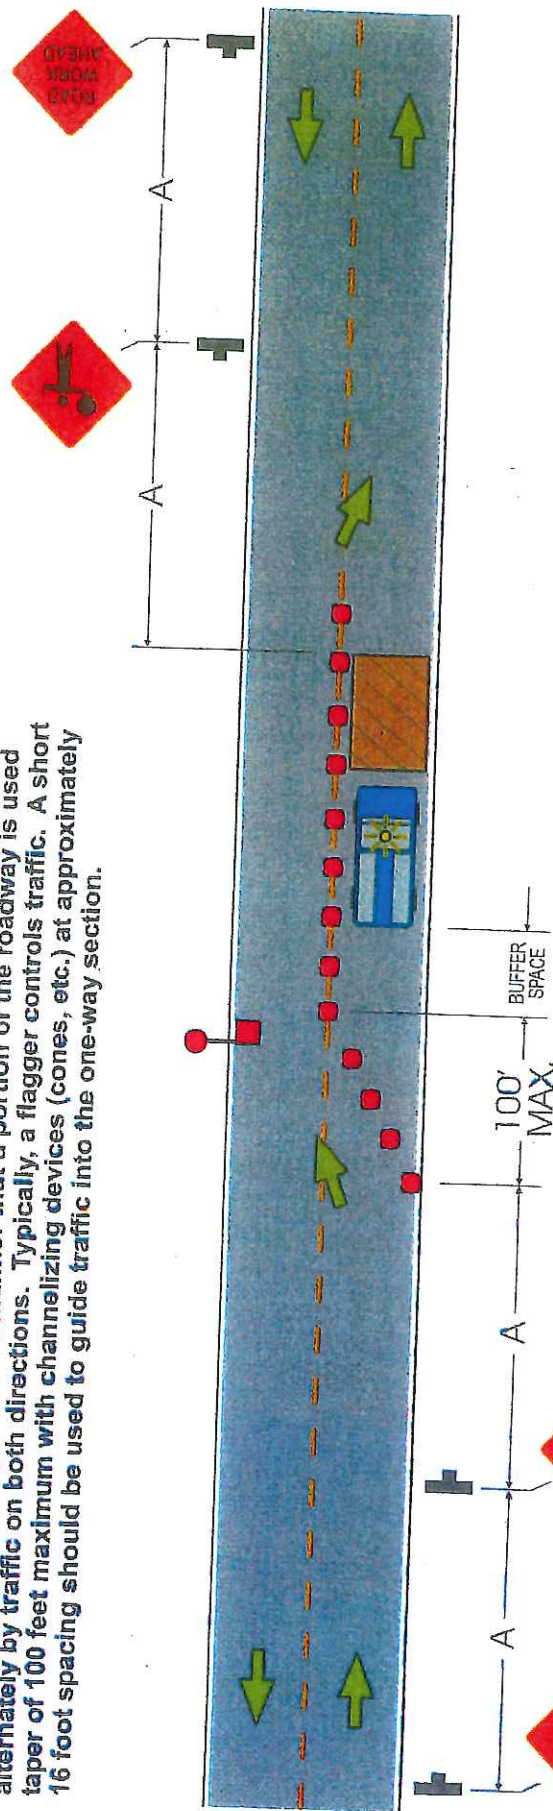 alternately by traffic on both directions. Typically, a flagger controls traffic. A short
taper of 100 feet maximum with channelizing devices (cones, etc.) at approximately
16 foot spacing should be used to guide traffic into the one-way section.
ROAD
WORK
AHEAD
A
A
BUFFER
SPACE
100'
MAX.
A
A